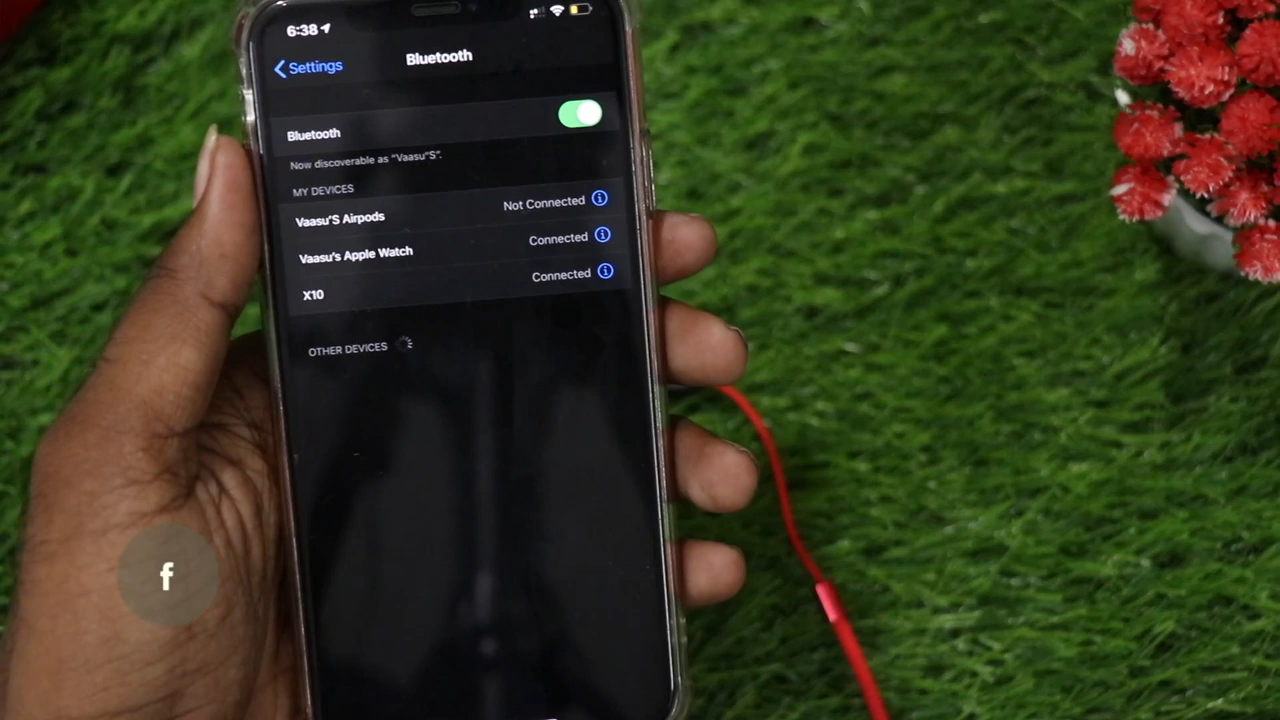 6:38
Settings
Bluetooth
Bluetooth
Now discoverable as “Vaasu”S”.
MY DEVICES
Vaasu’S Airpods Not Connected
Vaasu’s Apple Watch Connected
X10 Connected
OTHER DEVICES
f